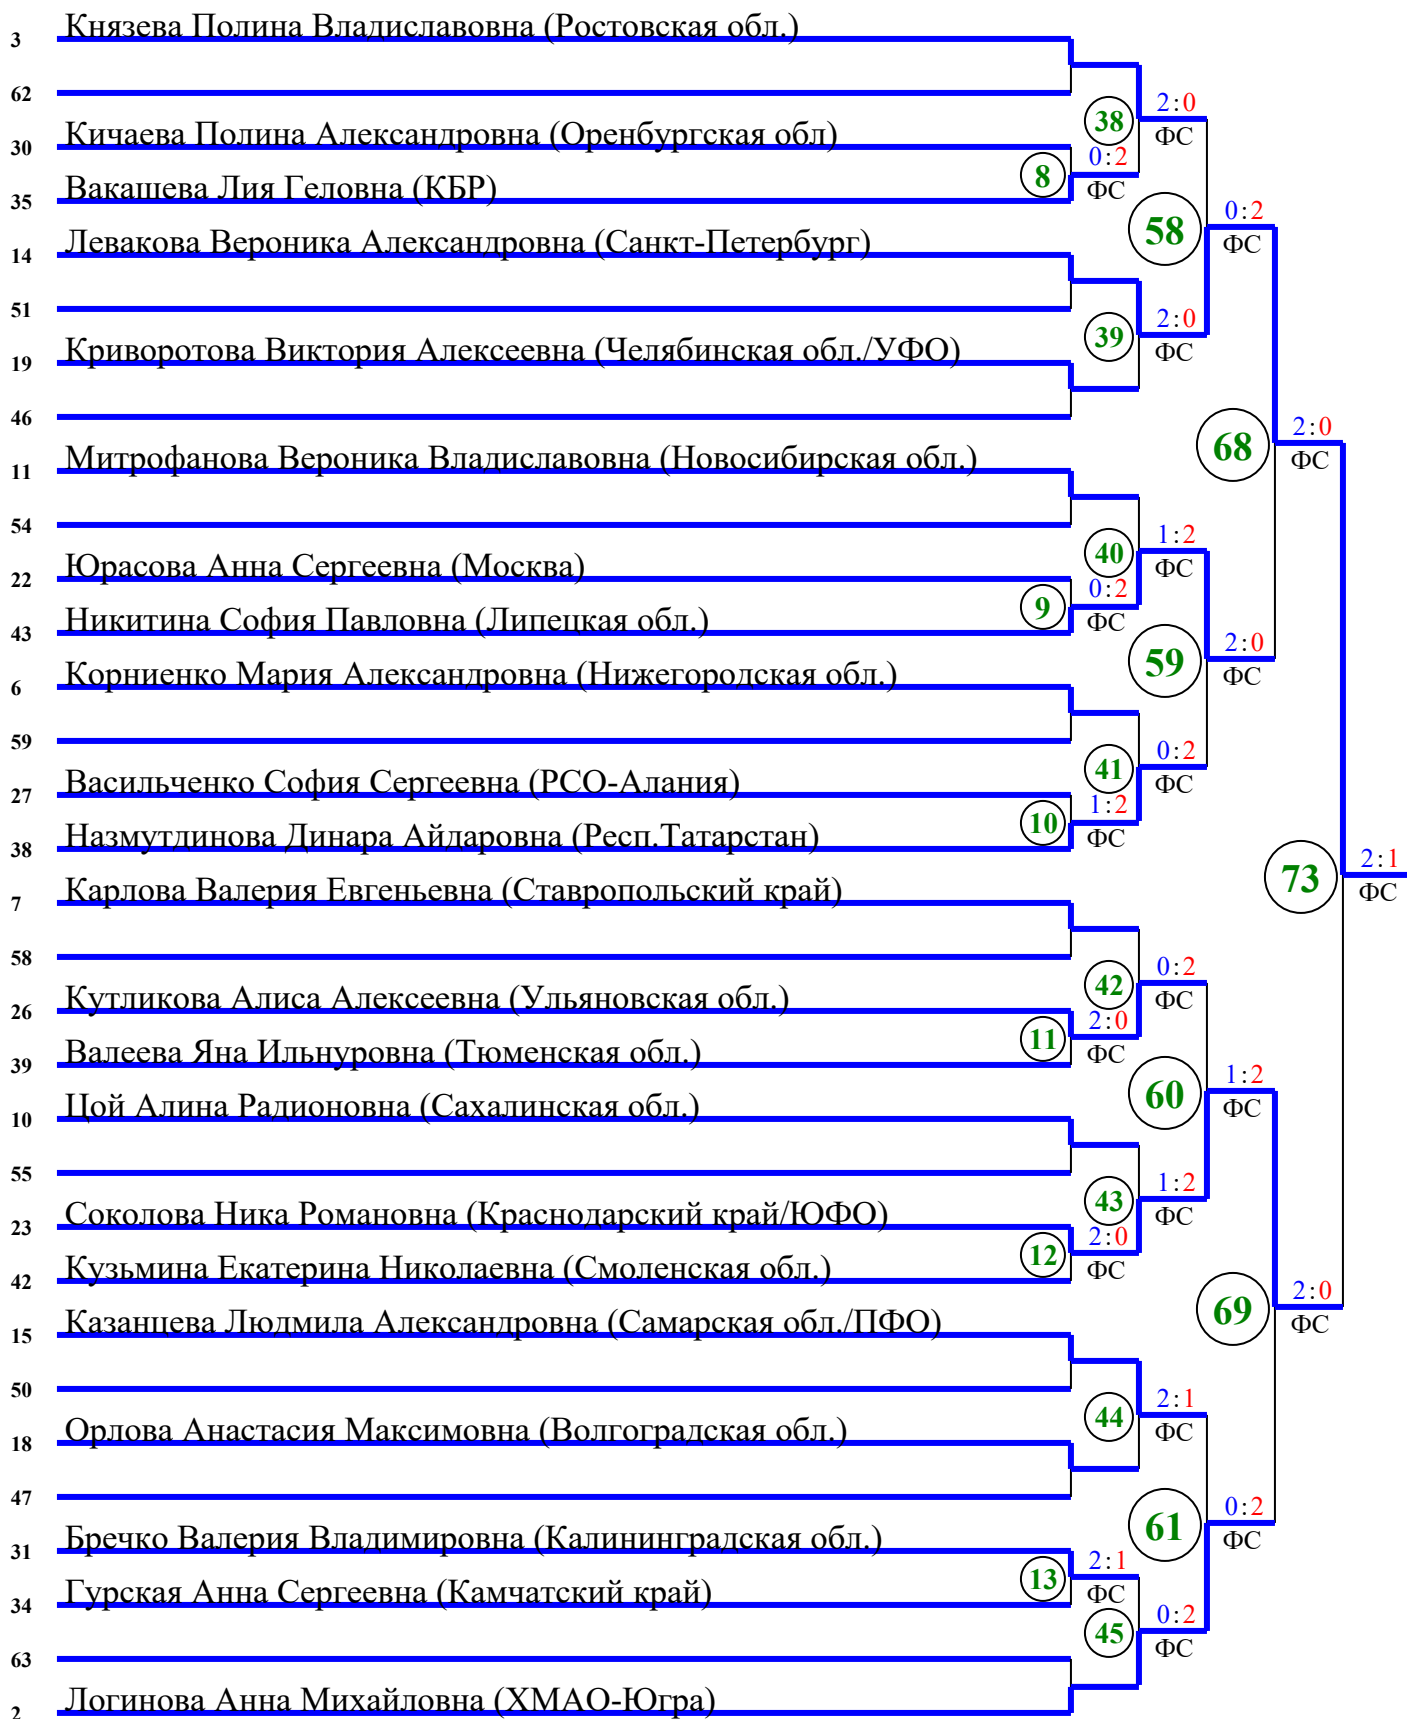 3 Князева Полина Владиславовна (Ростовская обл.)
62
2:0
38 ФС
30 Кичаева Полина Александровна (Оренбургская обл)
0:2
8 ФС
35 Вакашева Лия Геловна (КБР)
0:2
58 ФС
14 Левакова Вероника Александровна (Санкт-Петербург)
51
2:0
39 ФС
19 Криворотова Виктория Алексеевна (Челябинская обл./УФО)
46
2:0
68 ФС
11 Митрофанова Вероника Владиславовна (Новосибирская обл.)
54
1:2
40 ФС
22 Юрасова Анна Сергеевна (Москва)
0:2
9 ФС
43 Никитина София Павловна (Липецкая обл.)
2:0
59 ФС
6 Корниенко Мария Александровна (Нижегородская обл.)
59
0:2
41 ФС
27 Васильченко София Сергеевна (РСО-Алания)
1:2
10 ФС
38 Назмутдинова Динара Айдаровна (Респ.Татарстан)
2:1
73 ФС
7 Карлова Валерия Евгеньевна (Ставропольский край)
58
0:2
42 ФС
26 Кутликова Алиса Алексеевна (Ульяновская обл.)
2:0
11 ФС
39 Валеева Яна Ильнуровна (Тюменская обл.)
1:2
60 ФС
10 Цой Алина Радионовна (Сахалинская обл.)
55
1:2
43 ФС
23 Соколова Ника Романовна (Краснодарский край/ЮФО)
2:0
12 ФС
42 Кузьмина Екатерина Николаевна (Смоленская обл.)
2:0
69 ФС
15 Казанцева Людмила Александровна (Самарская обл./ПФО)
50
2:1
44 ФС
18 Орлова Анастасия Максимовна (Волгоградская обл.)
47
0:2
61 ФС
31 Бречко Валерия Владимировна (Калининградская обл.)
2:1
13 ФС
34 Гурская Анна Сергеевна (Камчатский край)
0:2
45 ФС
63
2 Логинова Анна Михайловна (ХМАО-Югра)